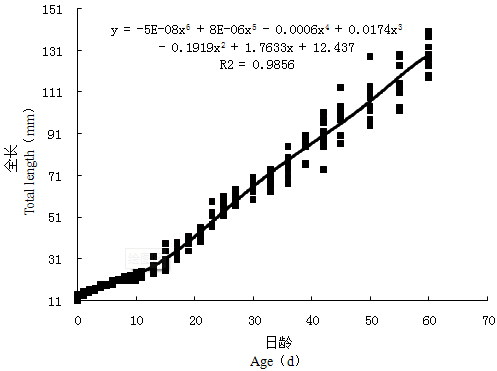 y = -5E-08x⁶ + 8E-06x⁵ - 0.0006x⁴ + 0.0174x³
- 0.1919x² + 1.7633x + 12.437
R2 = 0.9856
151
131
111
91
71
51
31
11
全长
Total length（mm）
0 10 20 30 40 50 60 70
日龄
Age（d）